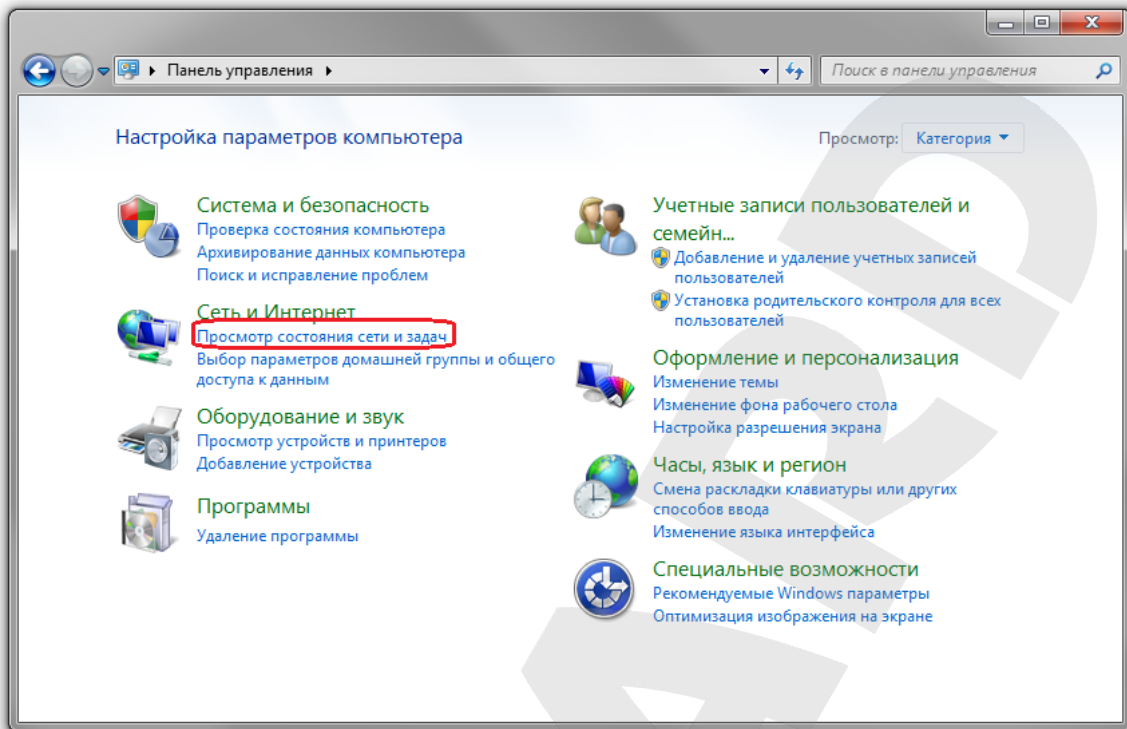 Панель управления
Поиск в панели управления
Настройка параметров компьютера
Просмотр: Категория
Система и безопасность
Проверка состояния компьютера
Архивирование данных компьютера
Поиск и исправление проблем
Сеть и Интернет
Просмотр состояния сети и задач
Выбор параметров домашней группы и общего
доступа к данным
Оборудование и звук
Просмотр устройств и принтеров
Добавление устройства
Программы
Удаление программы
Учетные записи пользователей и
семейн...
Добавление и удаление учетных записей
пользователей
Установка родительского контроля для всех
пользователей
Оформление и персонализация
Изменение темы
Изменение фона рабочего стола
Настройка разрешения экрана
Часы, язык и регион
Смена раскладки клавиатуры или других
способов ввода
Изменение языка интерфейса
Специальные возможности
Рекомендуемые Windows параметры
Оптимизация изображения на экране
ARD